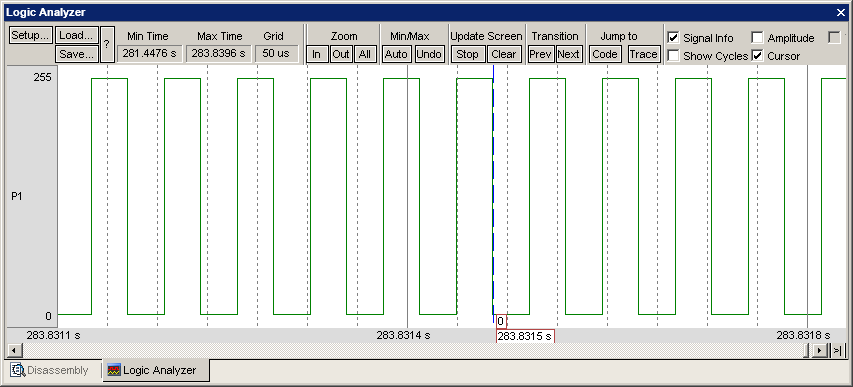 Logic Analyzer
Setup... Load... Save... ? Min Time Max Time Grid Zoom Min/Max Update Screen Transition Jump to Signal Info Amplitude
281.4476 s 283.8396 s 50 us In Out All Auto Undo Stop Clear Prev Next Code Trace Show Cycles Cursor
255
P1
0
0
283.8311 s 283.8314 s 283.8315 s 283.8318 s
Disassembly Logic Analyzer